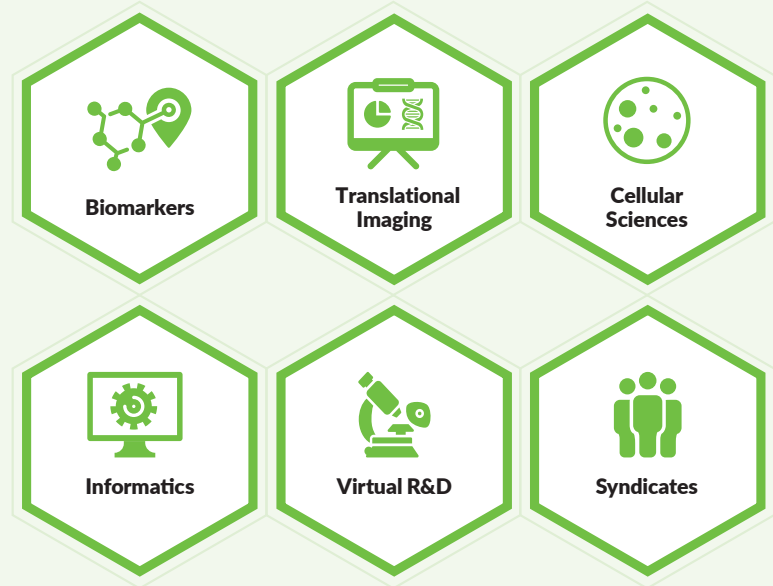 Biomarkers
Translational
Imaging
Cellular
Sciences
Informatics
Virtual R&D
Syndicates